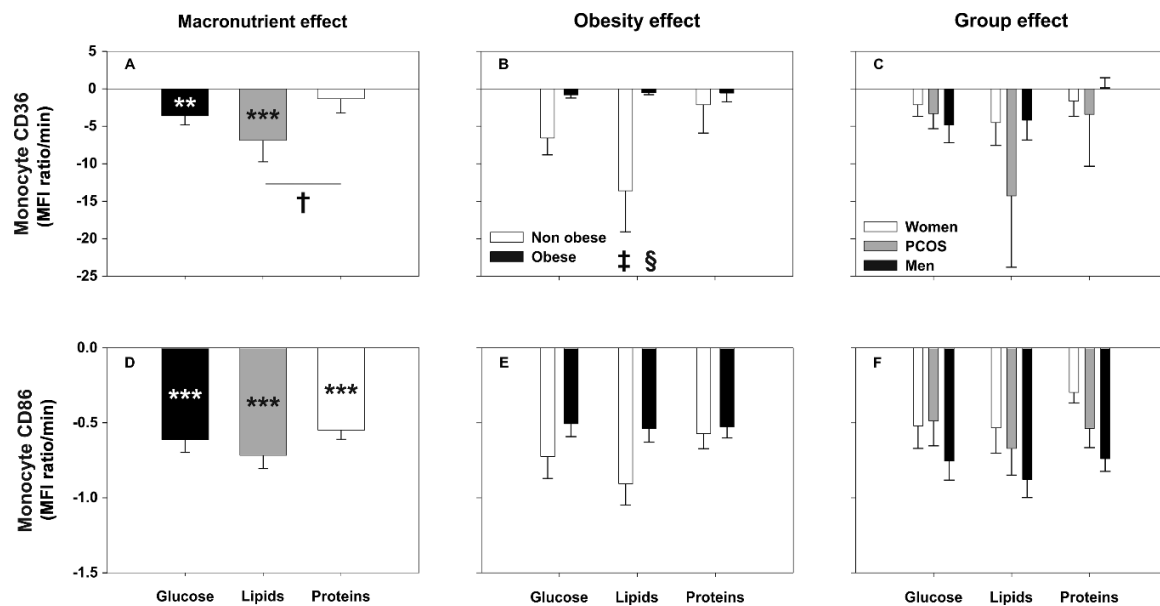 Macronutrient effect
Obesity effect
Group effect
Monocyte CD36
(MFI ratio/min)
5
0
-5
-10
-15
-20
-25
A
**
***
†
B
Non obese
Obese
‡ §
C
Women
PCOS
Men
Monocyte CD86
(MFI ratio/min)
0.0
-0.5
-1.0
-1.5
D
***
***
***
E
F
Glucose Lipids Proteins
Glucose Lipids Proteins
Glucose Lipids Proteins